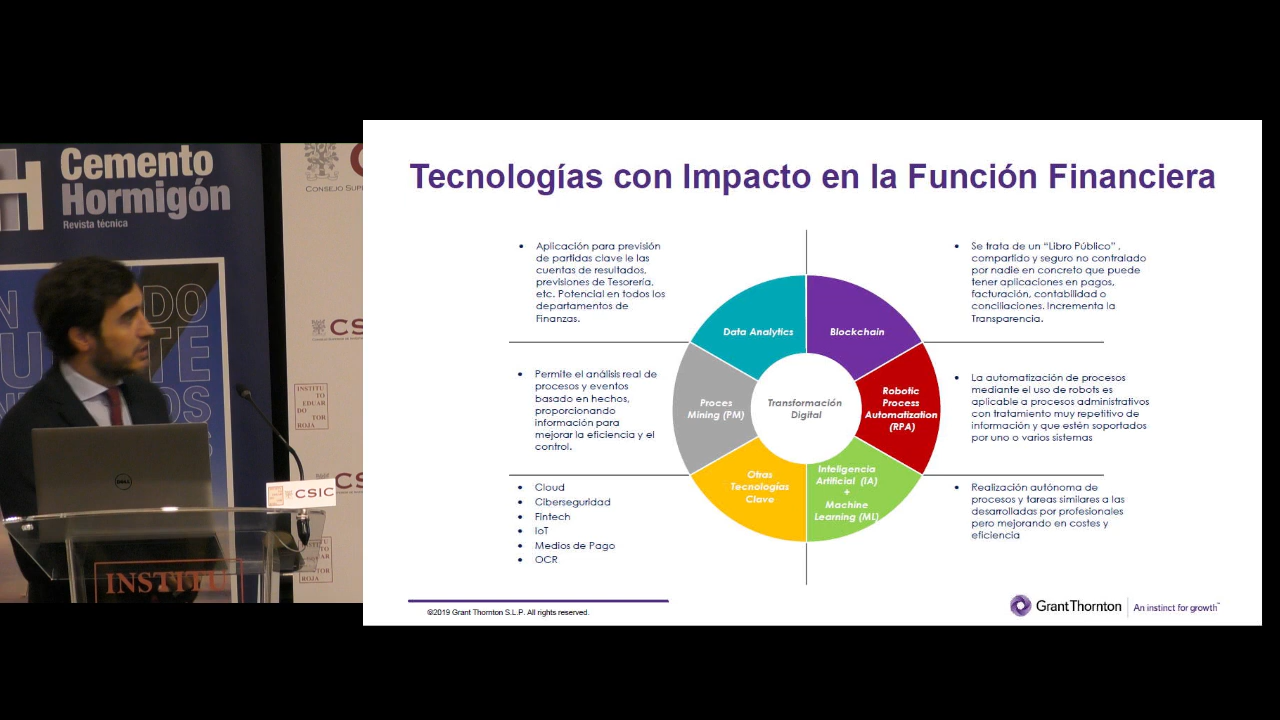 Cemento
Hormigón
Revista técnica
CONSEJO SUP
CSIC
INSTITU
Tecnologías con Impacto en la Función Financiera
• Aplicación para previsión
de partidas clave le las
cuentas de resultados,
previsiones de Tesorería,
etc. Potencial en todos los
departamentos de
Finanzas.
• Permite el análisis real de
procesos y eventos
basado en hechos,
proporcionando
información para
mejorar la eficiencia y el
control.
• Cloud
• Ciberseguridad
• Fintech
• IoT
• Medios de Pago
• OCR
Data Analytics
Blockchain
Proces
Mining (PM)
Transformación
Digital
Robotic
Process
Automatization
(RPA)
Otras
Tecnologías
Clave
Inteligencia
Artificial (IA)
+
Machine
Learning (ML)
• Se trata de un “Libro Público” ,
compartido y seguro no contralado
por nadie en concreto que puede
tener aplicaciones en pagos,
facturación, contabilidad o
conciliaciones. Incrementa la
Transparencia.
• La automatización de procesos
mediante el uso de robots es
aplicable a procesos administrativos
con tratamiento muy repetitivo de
información y que estén soportados
por uno o varios sistemas
• Realización autónoma de
procesos y tareas similares a las
desarrolladas por profesionales
pero mejorando en costes y
eficiencia
©2019 Grant Thornton S.L.P. All rights reserved.
GrantThornton
An instinct for growth™